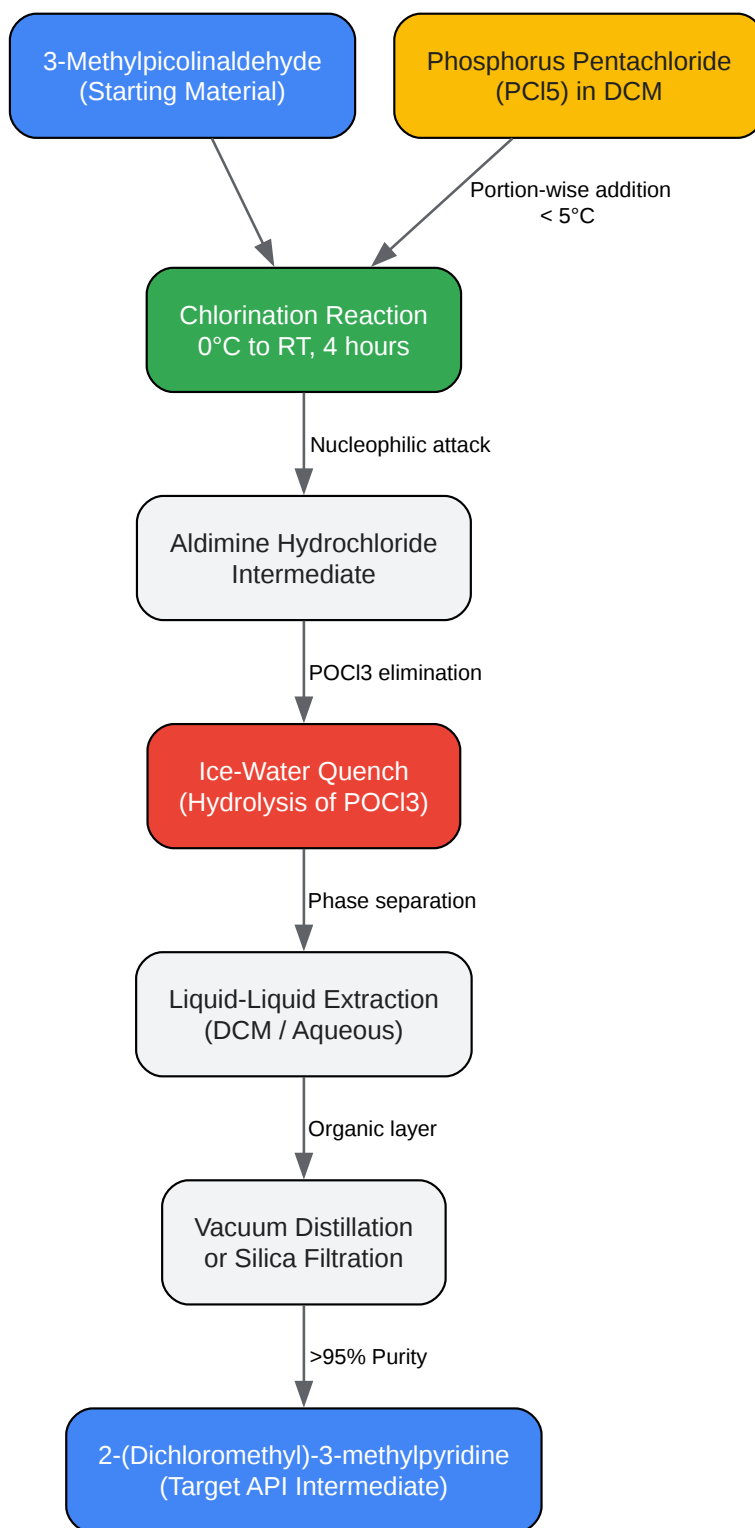 3-Methylpicolinaldehyde
(Starting Material)
Phosphorus Pentachloride
(PCl5) in DCM
Portion-wise addition
< 5°C
Chlorination Reaction
0°C to RT, 4 hours
Nucleophilic attack
Aldimine Hydrochloride
Intermediate
POCl3 elimination
Ice-Water Quench
(Hydrolysis of POCl3)
Phase separation
Liquid-Liquid Extraction
(DCM / Aqueous)
Organic layer
Vacuum Distillation
or Silica Filtration
>95% Purity
2-(Dichloromethyl)-3-methylpyridine
(Target API Intermediate)